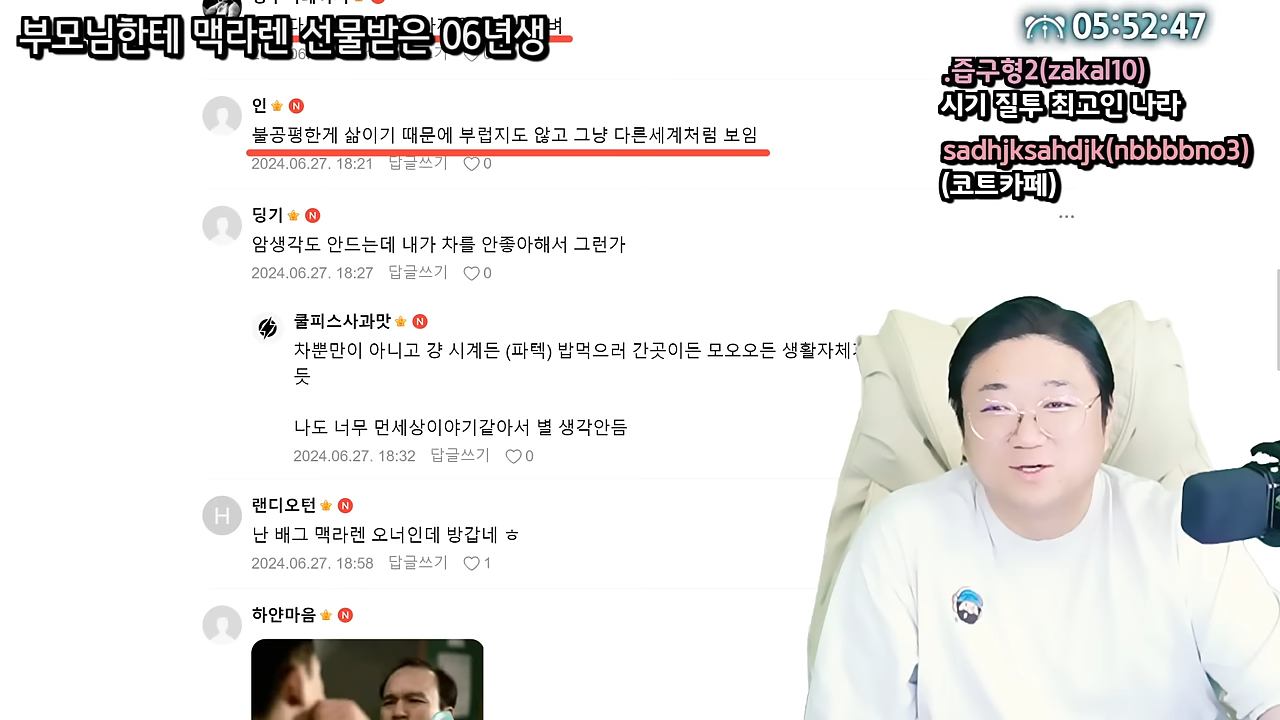 부모님한테 맥라렌 선물받은 06년생
05:52:47
.즙구형2(zakal10)
시기 질투 최고인 나라
sadhjksahdjk(nbbbbno3)
(코트카페)
인 N
불공평한게 삶이기 때문에 부럽지도 않고 그냥 다른세계처럼 보임
2024.06.27. 18:21 답글쓰기 0
딩기 N
암생각도 안드는데 내가 차를 안좋아해서 그런가
2024.06.27. 18:27 답글쓰기 0
쿨피스사과맛 N
차뿐만이 아니고 걍 시계든 (파텍) 밥먹으러 간곳이든 모오오든 생활자체
듯
나도 너무 먼세상이야기같아서 별 생각안듬
2024.06.27. 18:32 답글쓰기 0
H
랜디오턴 N
난 배그 맥라렌 오너인데 방갑네 ㅎ
2024.06.27. 18:58 답글쓰기 1
하얀마음 N